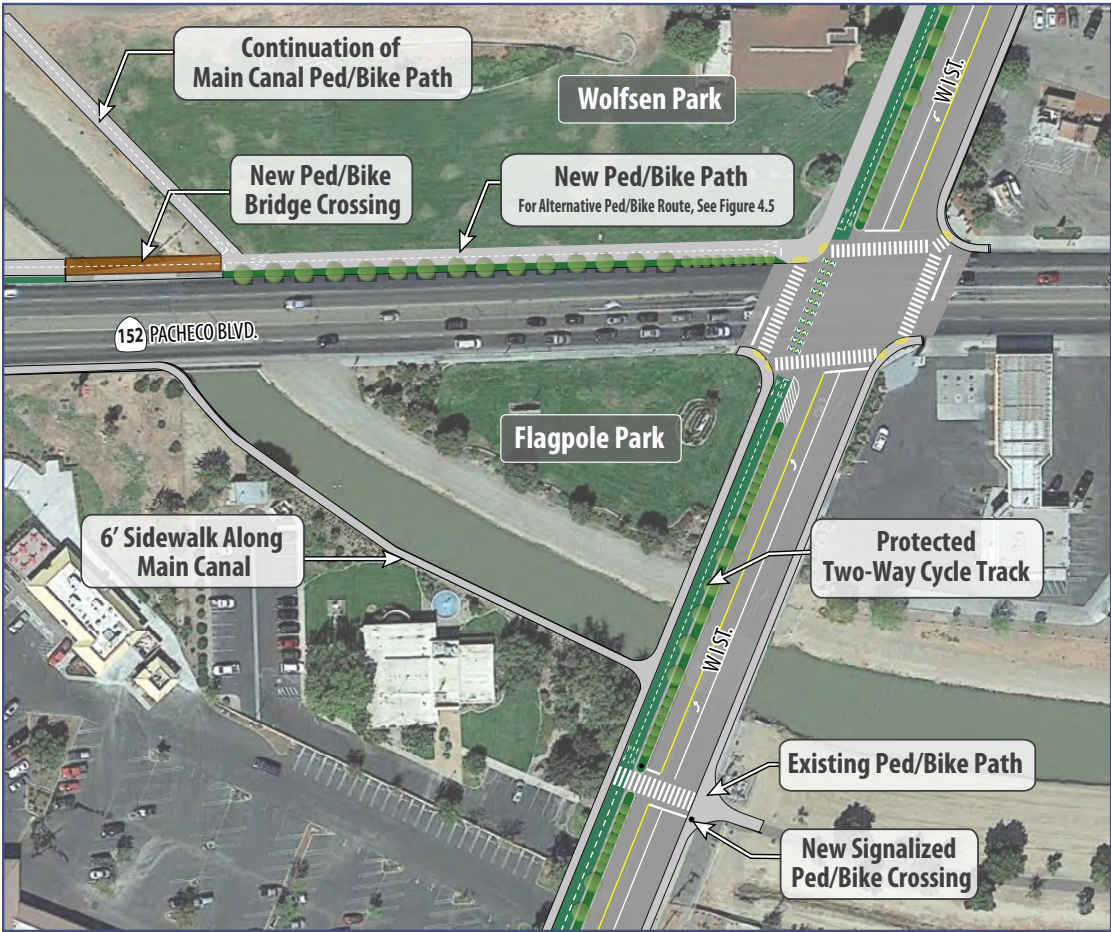 Continuation of
Main Canal Ped/Bike Path
Wolfsen Park
W I ST.
New Ped/Bike
Bridge Crossing
New Ped/Bike Path
For Alternative Ped/Bike Route, See Figure 4.5
152 PACHECO BLVD.
Flagpole Park
6’ Sidewalk Along
Main Canal
Protected
Two-Way Cycle Track
W I ST.
Existing Ped/Bike Path
New Signalized
Ped/Bike Crossing